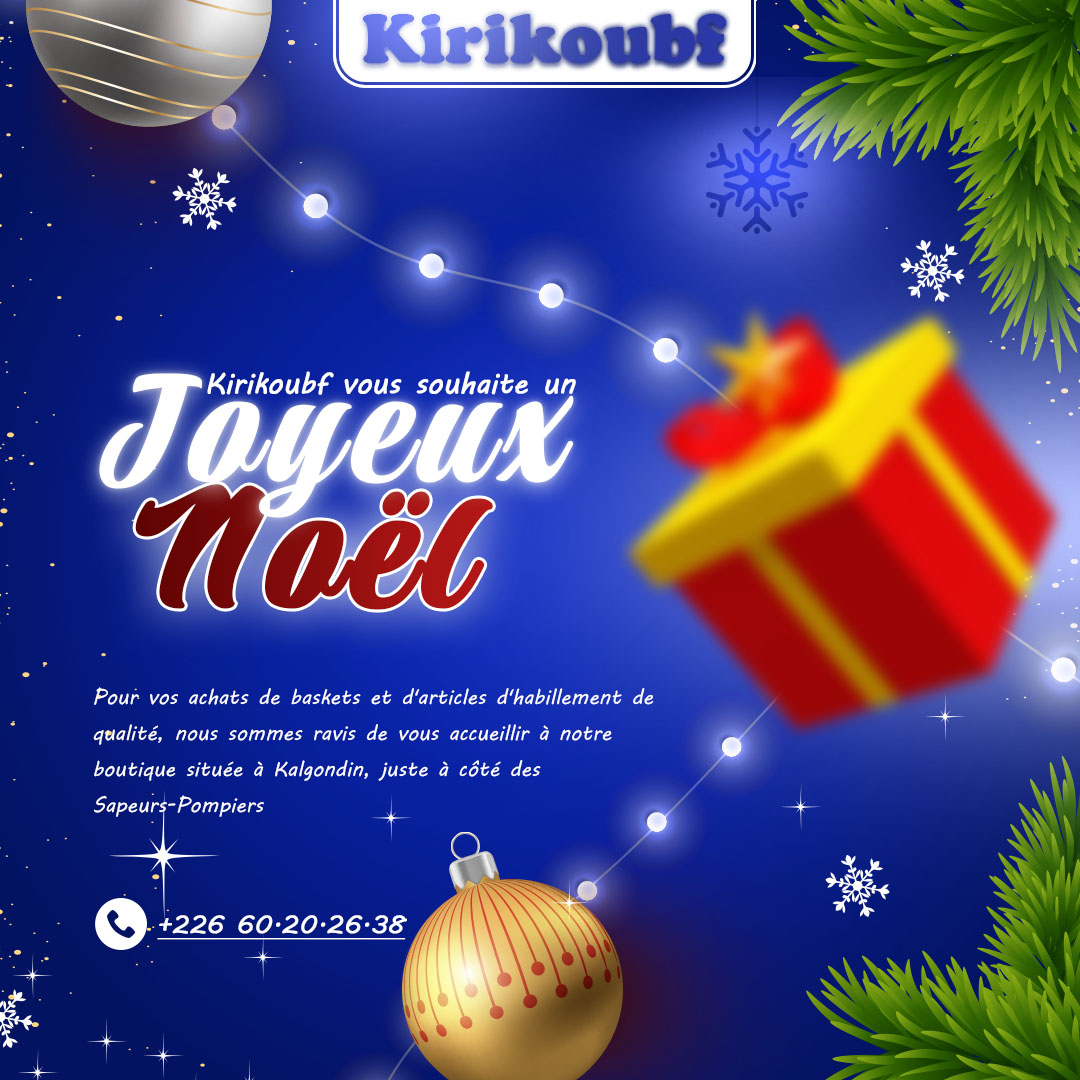 Kirikoubf
Kirikoubf vous souhaite un
Joyeux
Noël
Pour vos achats de baskets et d'articles d'habillement de
qualité, nous sommes ravis de vous accueillir à notre
boutique située à Kalgondin, juste à côté des
Sapeurs-Pompiers
+226 60·20·26·38